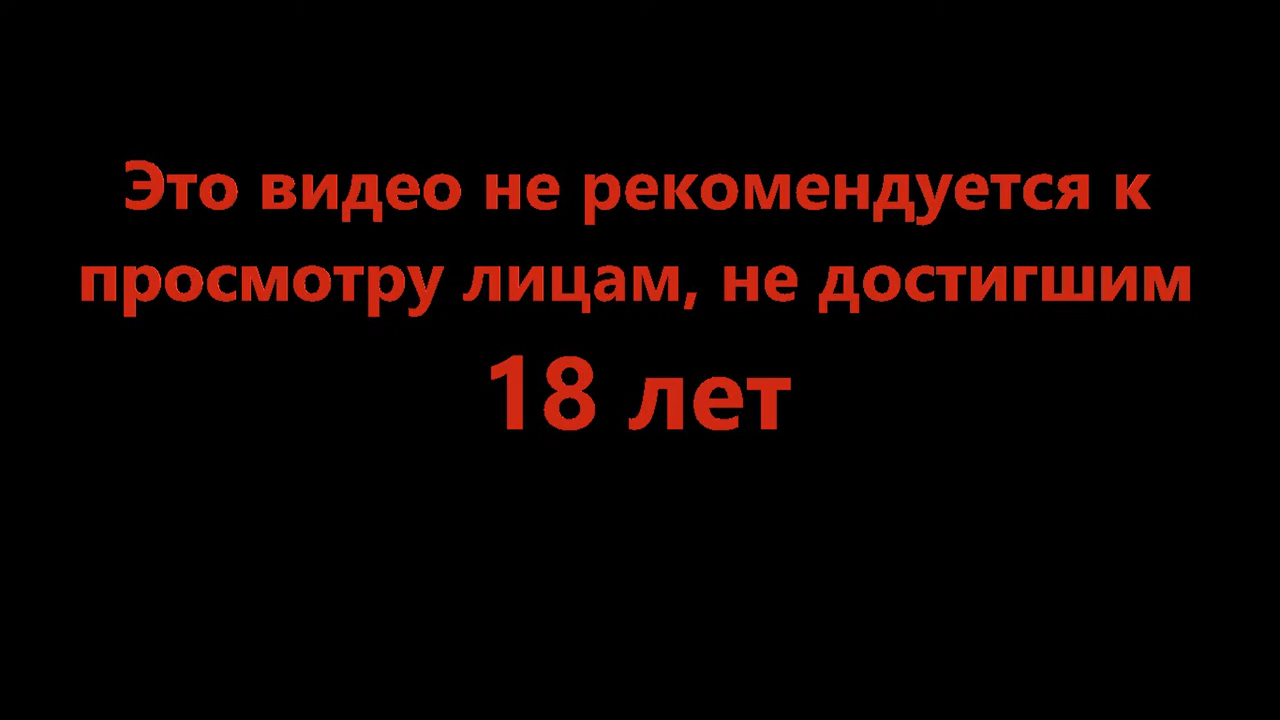 Это видео не рекомендуется к
просмотру лицам, не достигшим
18 лет